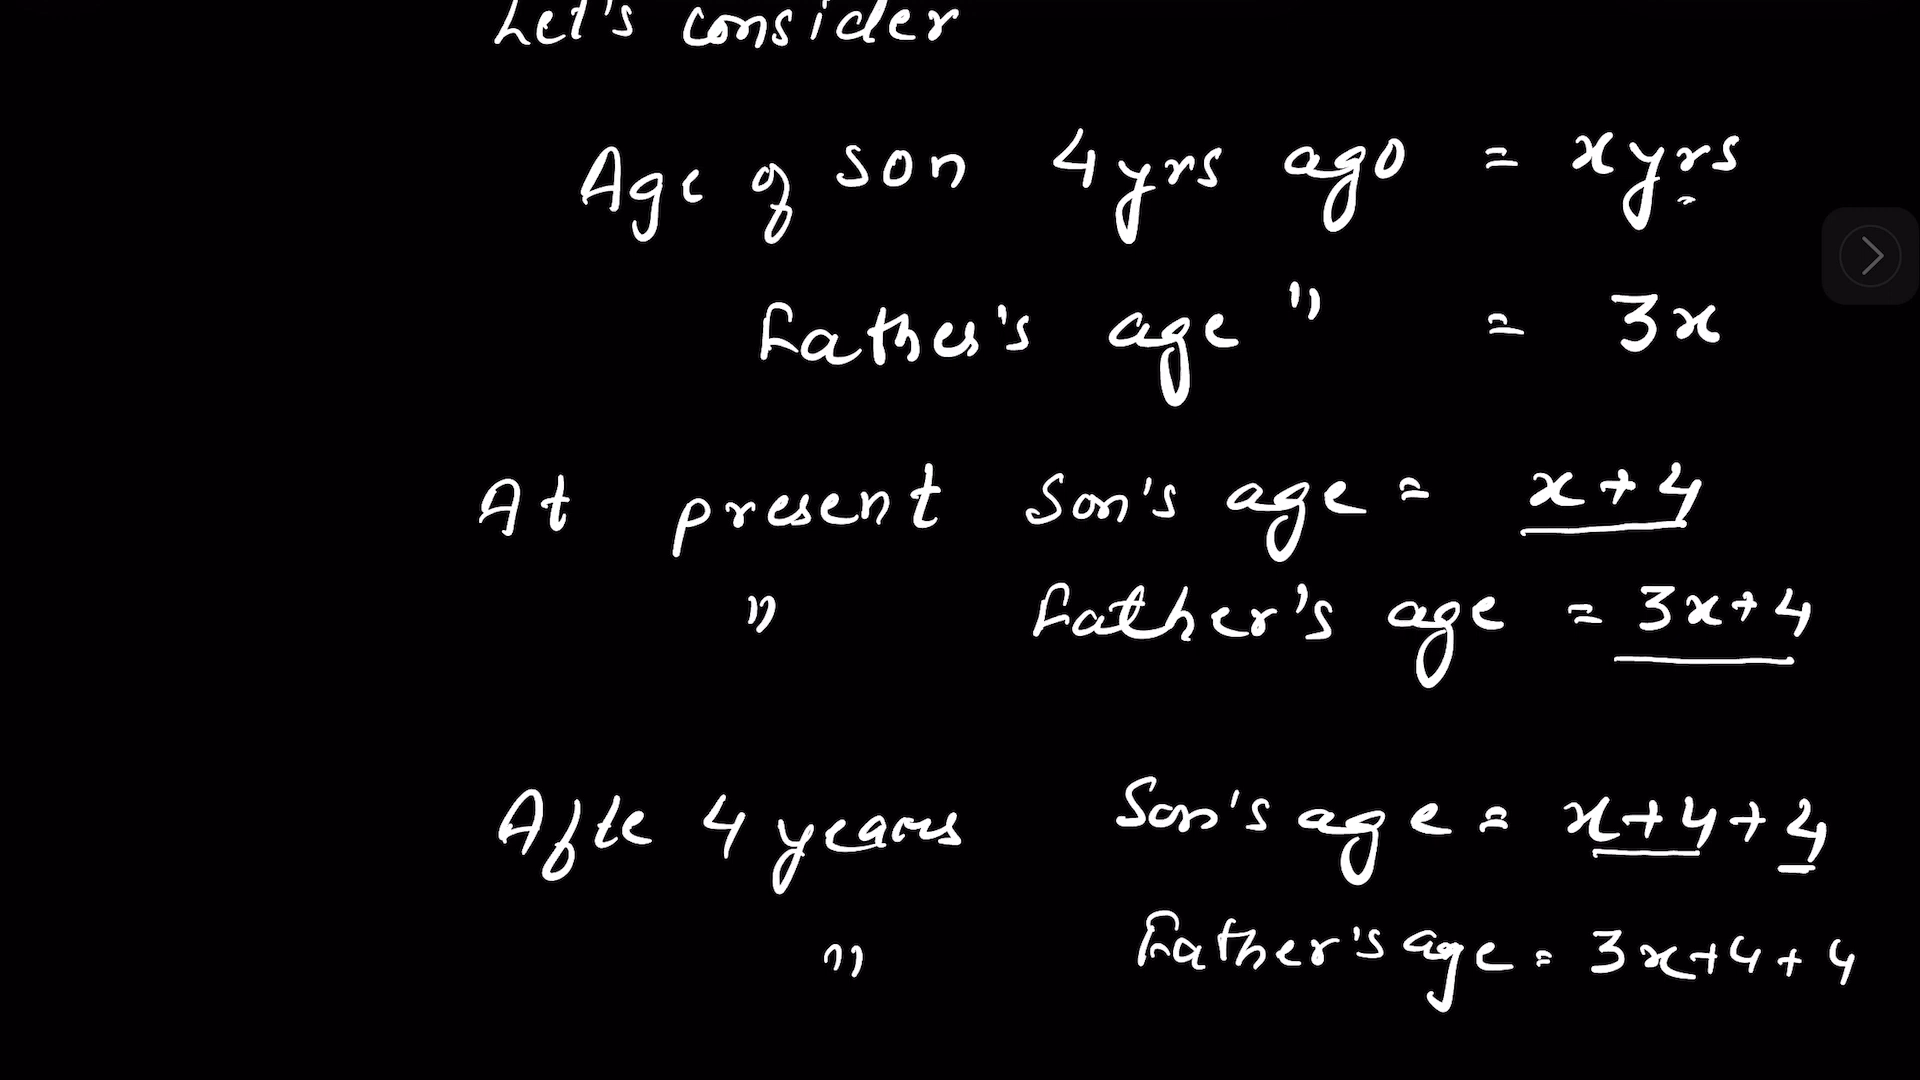 Let's consider
Age of son 4 yrs ago = x yrs
Father's age " = 3x
At present Son's age = x + 4
" Father's age = 3x + 4
Afte 4 years Son's age = x + 4 + 4
" Father's age = 3x + 4 + 4